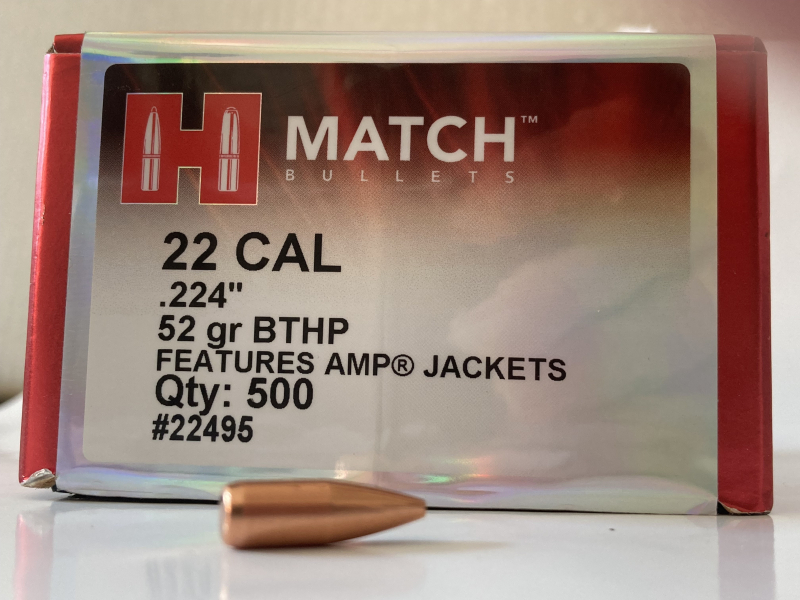 H MATCH™
BULLETS
22 CAL
.224"
52 gr BTHP
FEATURES AMP® JACKETS
Qty: 500
#22495